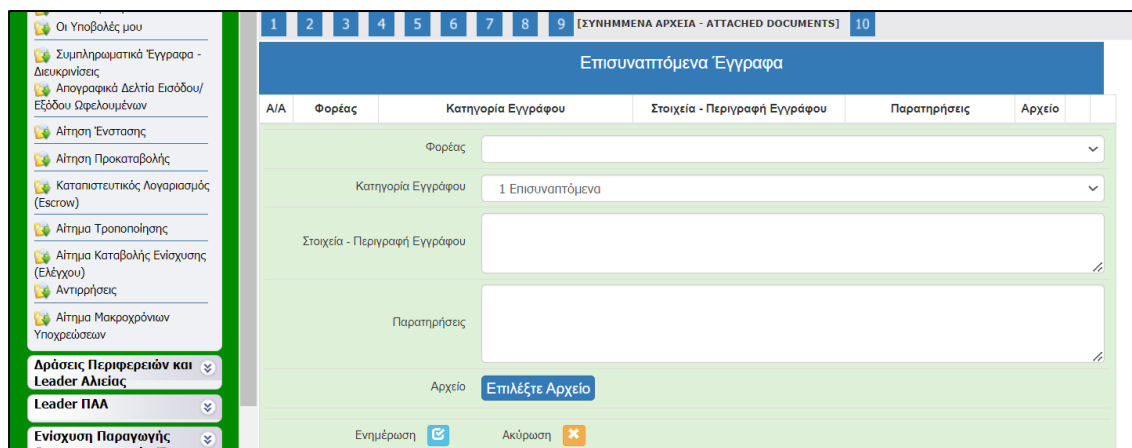 Οι Υποβολές μου
Συμπληρωματικά Έγγραφα -
Διευκρινίσεις
Απογραφικά Δελτία Εισόδου/
Εξόδου Ωφελουμένων
Αίτηση Ένστασης
Αίτηση Προκαταβολής
Καταπιστευτικός Λογαριασμός
(Escrow)
Αίτημα Τροποποίησης
Αίτημα Καταβολής Ενίσχυσης
(Ελέγχου)
Αντιρρήσεις
Αίτημα Μακροχρόνιων
Υποχρεώσεων
Δράσεις Περιφερειών και
Leader Αλιείας
Leader ΠΑΑ
Ενίσχυση Παραγωγής
1 2 3 4 5 6 7 8 9 [ΣΥΝΗΜΜΕΝΑ ΑΡΧΕΙΑ - ATTACHED DOCUMENTS] 10
Επισυναπτόμενα Έγγραφα
Α/Α Φορέας Κατηγορία Εγγράφου Στοιχεία - Περιγραφή Εγγράφου Παρατηρήσεις Αρχείο
Φορέας
Κατηγορία Εγγράφου 1 Επισυναπτόμενα
Στοιχεία - Περιγραφή Εγγράφου
Παρατηρήσεις
Αρχείο Επιλέξτε Αρχείο
Ενημέρωση Ακύρωση